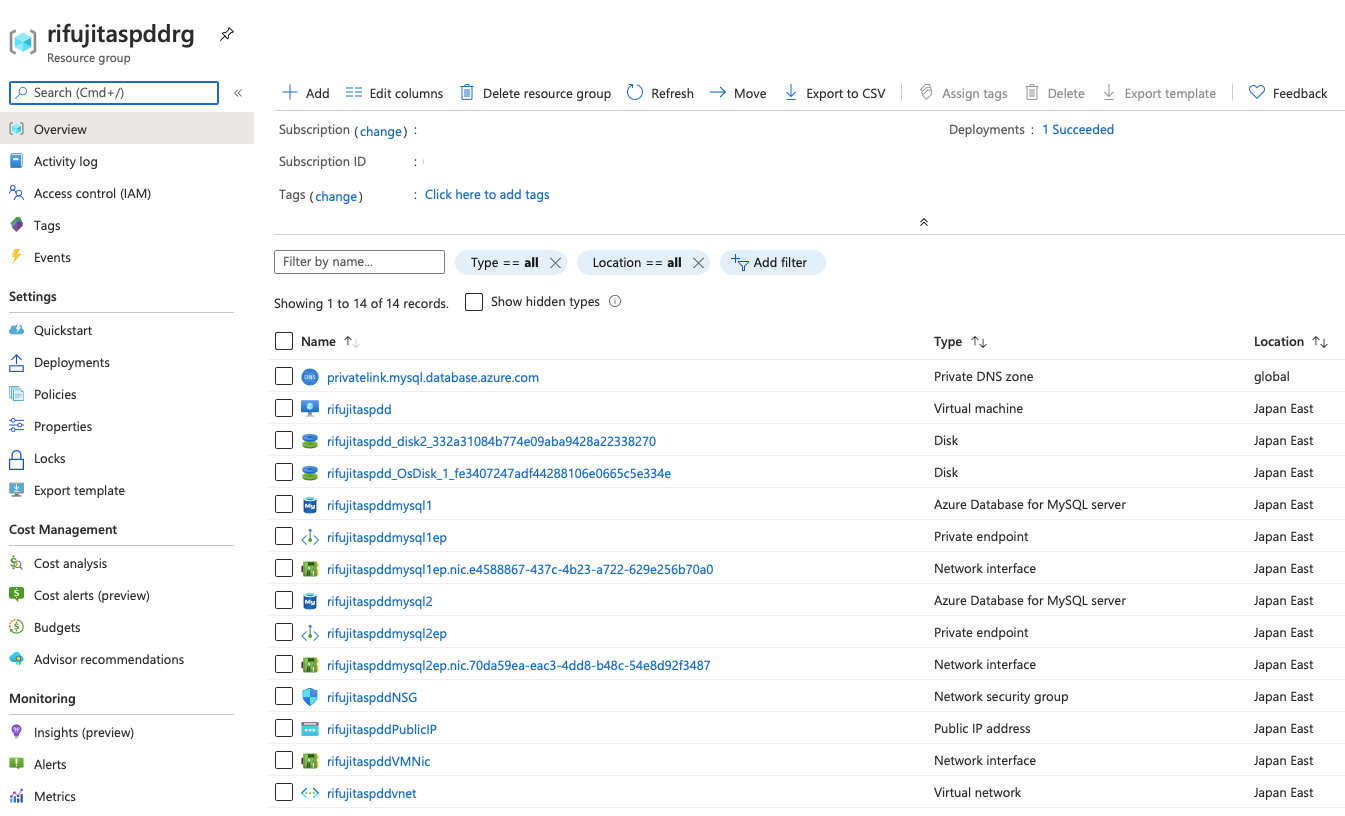 rifujitaspddrg
Resource group
Search (Cmd+/)
«
Add Edit columns Delete resource group Refresh Move Export to CSV Assign tags Delete Export template Feedback
Overview
Activity log
Access control (IAM)
Tags
Events
Settings
Quickstart
Deployments
Policies
Properties
Locks
Export template
Cost Management
Cost analysis
Cost alerts (preview)
Budgets
Advisor recommendations
Monitoring
Insights (preview)
Alerts
Metrics
Subscription (change) :
Deployments : 1 Succeeded
Subscription ID :
Tags (change) : Click here to add tags
Filter by name... Type == all Location == all Add filter
Showing 1 to 14 of 14 records. Show hidden types
Name Type Location
DNS privatelink.mysql.database.azure.com Private DNS zone global
rifujitaspdd Virtual machine Japan East
rifujitaspdd_disk2_332a31084b774e09aba9428a22338270 Disk Japan East
rifujitaspdd_OsDisk_1_fe3407247adf44288106e0665c5e334e Disk Japan East
My rifujitaspddmysql1 Azure Database for MySQL server Japan East
rifujitaspddmysql1ep Private endpoint Japan East
rifujitaspddmysql1ep.nic.e4588867-437c-4b23-a722-629e256b70a0 Network interface Japan East
My rifujitaspddmysql2 Azure Database for MySQL server Japan East
rifujitaspddmysql2ep Private endpoint Japan East
rifujitaspddmysql2ep.nic.70da59ea-eac3-4dd8-b48c-54e8d92f3487 Network interface Japan East
rifujitaspddNSG Network security group Japan East
rifujitaspddPublicIP Public IP address Japan East
rifujitaspddVMNic Network interface Japan East
rifujitaspddvnet Virtual network Japan East